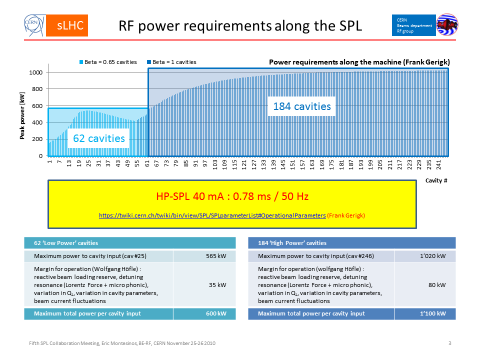 CERN
sLHC
RF power requirements along the SPL
CERN
Beams department
RF group
Beta = 0.65 cavities
Beta = 1 cavities
Power requirements along the machine (Frank Gerigk)
Peak power [kW]
1000
800
600
400
200
0
62 cavities
184 cavities
1 7 13 19 25 31 37 43 49 55 61 67 73 79 85 91 97 103 109 115 121 127 133 139 145 151 157 163 169 175 181 187 193 199 205 211 217 223 229 235 241
Cavity #
HP-SPL 40 mA : 0.78 ms / 50 Hz
https://twiki.cern.ch/twiki/bin/view/SPL/SPLparameterList#OperationalParameters (Frank Gerigk)
62 'Low Power' cavities
Maximum power to cavity input (cav #25) 565 kW
Margin for operation (Wolfgang Höfle) :
reactive beam loading reserve, detuning
resonance (Lorentz Force + microphonic),
variation in Q, variation in cavity parameters,
beam current fluctuations
35 kW
Maximum total power per cavity input 600 kW
184 'High Power' cavities
Maximum power to cavity input (cav #246) 1'020 kW
Margin for operation (wolfgang Höfle) :
reactive beam loading reserve, detuning
resonance (Lorentz Force + microphonic),
variation in Q, variation in cavity parameters,
beam current fluctuations
80 kW
Maximum total power per cavity input 1'100 kW
Fifth SPL Collaboration Meeting, Eric Montesinos, BE-RF, CERN November 25-26 2010
3